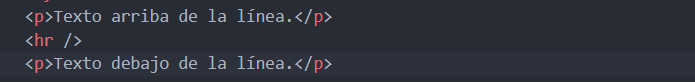 <p>Texto arriba de la línea.</p>
<hr />
<p>Texto debajo de la línea.</p>